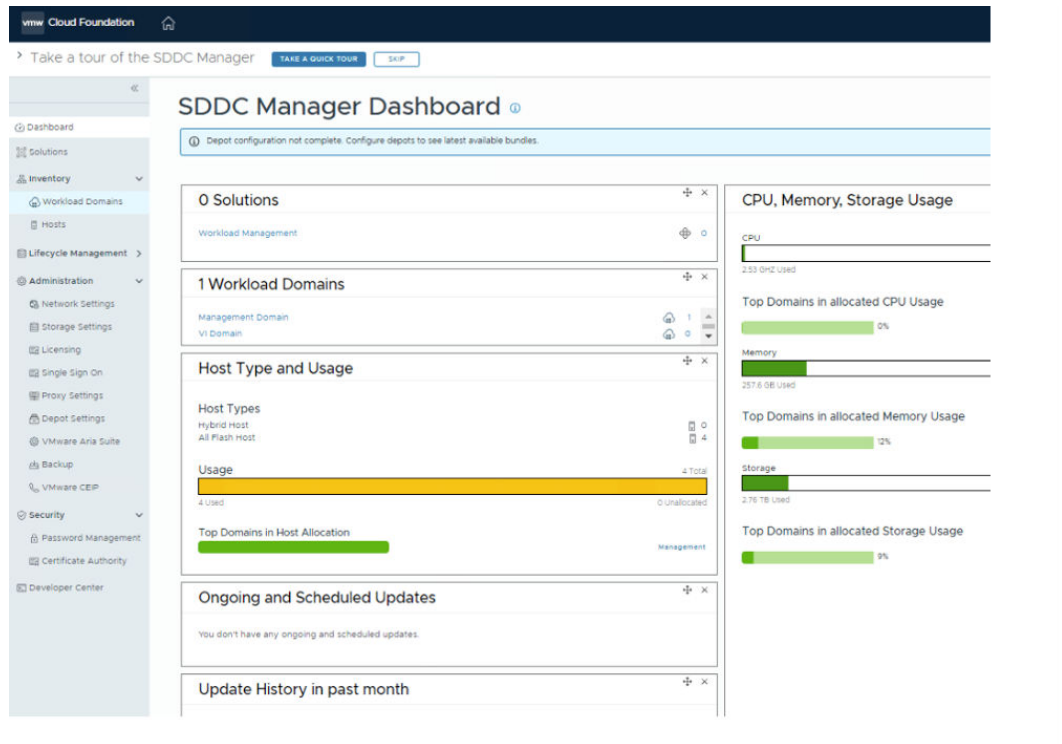 vmw Cloud Foundation
Take a tour of the SDDC Manager TAKE A QUICK TOUR SKIP
Dashboard
Solutions
Inventory
Workload Domains
Hosts
Lifecycle Management
Administration
Network Settings
Storage Settings
Licensing
Single Sign On
Proxy Settings
Depot Settings
VMware Aria Suite
Backup
VMware CEIP
Security
Password Management
Certificate Authority
Developer Center
SDDC Manager Dashboard
Depot configuration not complete. Configure depots to see latest available bundles.
0 Solutions
Workload Management 0
1 Workload Domains
Management Domain 1
VI Domain 0
Host Type and Usage
Host Types
Hybrid Host 0
All Flash Host 4
Usage 4 Total
4 Used 0 Unallocated
Top Domains in Host Allocation
Management
Ongoing and Scheduled Updates
You don't have any ongoing and scheduled updates.
Update History in past month
CPU, Memory, Storage Usage
CPU
2.53 GHZ Used
Top Domains in allocated CPU Usage
0%
Memory
257.6 GB Used
Top Domains in allocated Memory Usage
12%
Storage
2.76 TB Used
Top Domains in allocated Storage Usage
9%